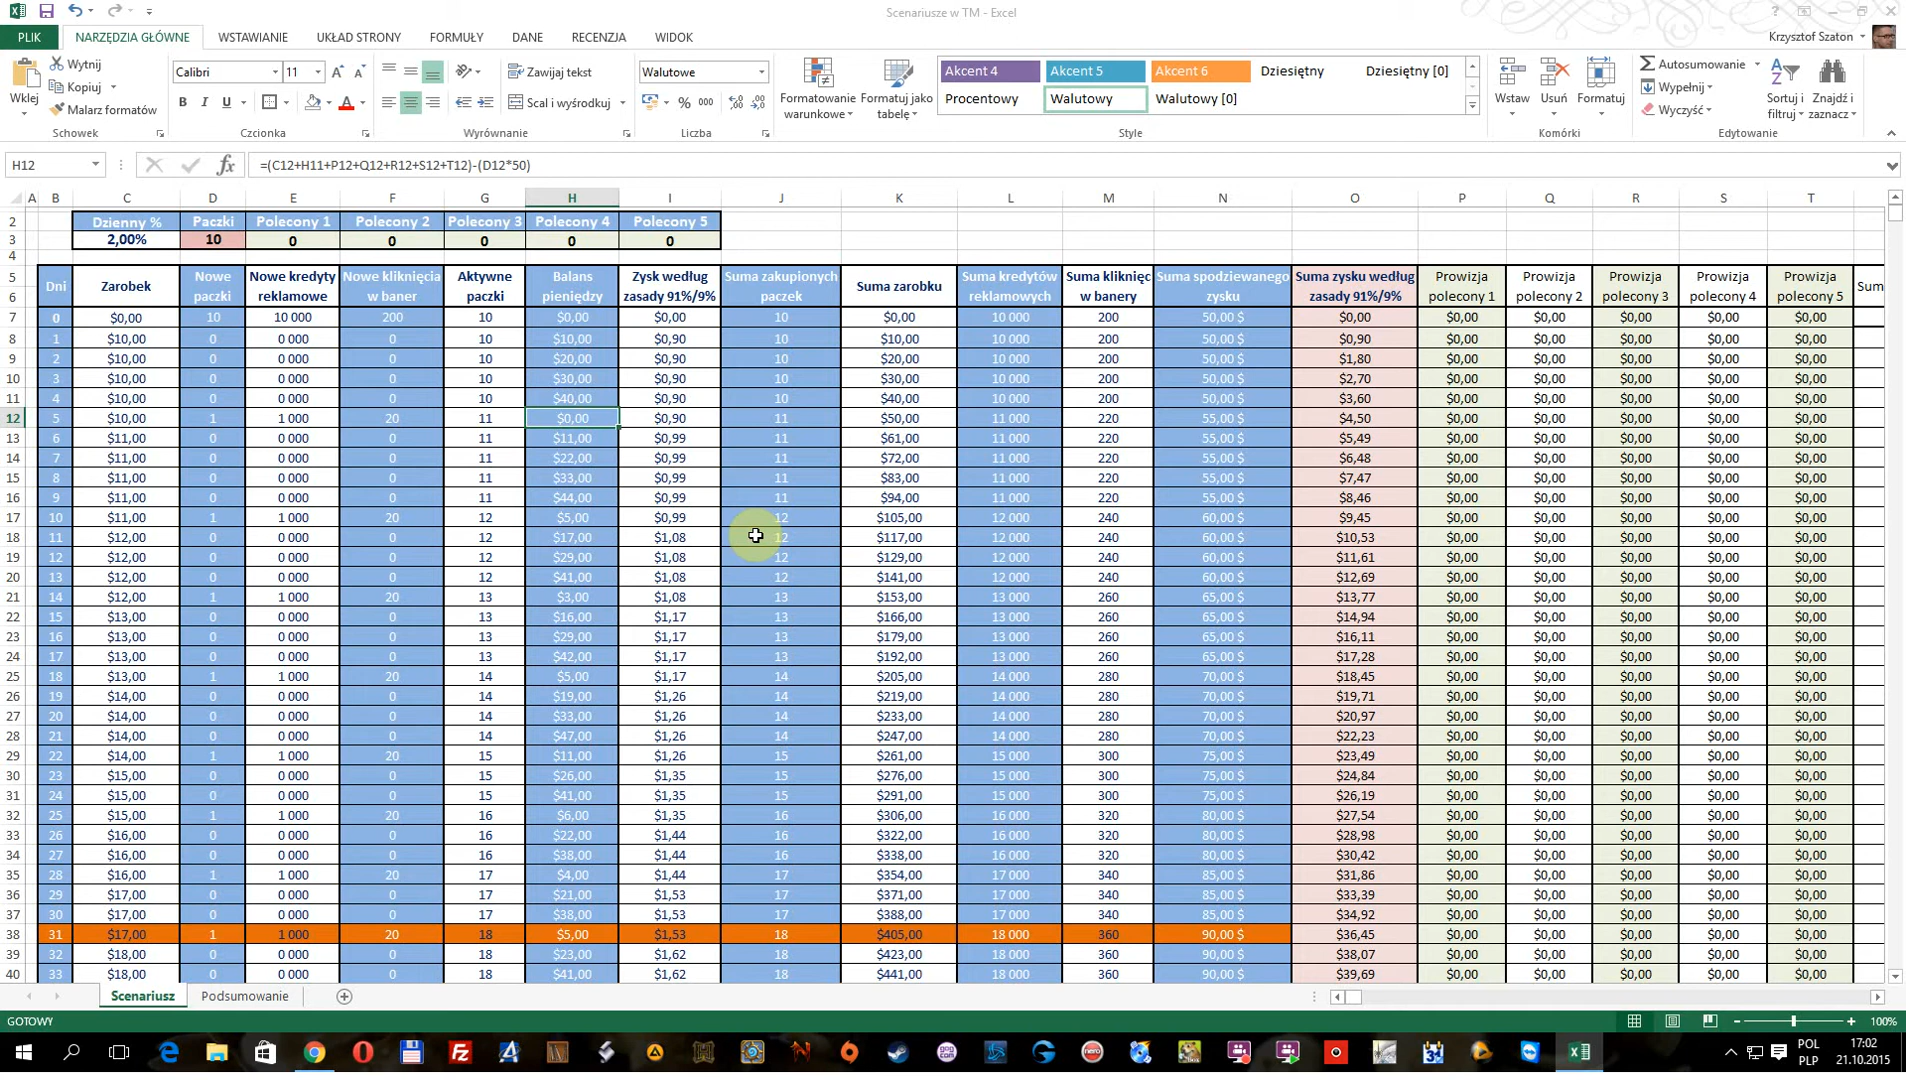 Scenariusze w TM - Excel
PLIK NARZĘDZIA GŁÓWNE WSTAWIANIE UKŁAD STRONY FORMUŁY DANE RECENZJA WIDOK Krzysztof Szaton
Wklej Wytnij Kopiuj Malarz formatów
Calibri 11
Zawijaj tekst Scal i wyśrodkuj
Walutowe % 000
Formatowanie warunkowe Formatuj jako tabelę
Akcent 4 Akcent 5 Akcent 6 Dziesiętny Dziesiętny [0]
Procentowy Walutowy Walutowy [0]
Wstaw Usuń Formatuj
Autosumowanie Wypełnij Wyczyść Sortuj i filtruj Znajdź i zaznacz
Schowek Czcionka Wyrównanie Liczba Style Komórki Edytowanie
H12 =(C12+H11+P12+Q12+R12+S12+T12)-(D12*50)
A B C D E F G H I J K L M N O P Q R S T
2 Dzienny % Paczki Polecony 1 Polecony 2 Polecony 3 Polecony 4 Polecony 5
3 2,00% 10 0 0 0 0 0
4
5 6 Dni Zarobek Nowe paczki Nowe kredyty reklamowe Nowe kliknięcia w baner Aktywne paczki Balans pieniędzy Zysk według zasady 91%/9% Suma zakupionych paczek Suma zarobku Suma kredytów reklamowych Suma kliknięc w banery Suma spodziewanego zysku Suma zysku według zasady 91%/9% Prowizja polecony 1 Prowizja polecony 2 Prowizja polecony 3 Prowizja polecony 4 Prowizja polecony 5 Sum
7 0 $0,00 10 10 000 200 10 $0,00 $0,00 10 $0,00 10 000 200 50,00 $ $0,00 $0,00 $0,00 $0,00 $0,00 $0,00
8 1 $10,00 0 0 000 0 10 $10,00 $0,90 10 $10,00 10 000 200 50,00 $ $0,90 $0,00 $0,00 $0,00 $0,00 $0,00
9 2 $10,00 0 0 000 0 10 $20,00 $0,90 10 $20,00 10 000 200 50,00 $ $1,80 $0,00 $0,00 $0,00 $0,00 $0,00
10 3 $10,00 0 0 000 0 10 $30,00 $0,90 10 $30,00 10 000 200 50,00 $ $2,70 $0,00 $0,00 $0,00 $0,00 $0,00
11 4 $10,00 0 0 000 0 10 $40,00 $0,90 10 $40,00 10 000 200 50,00 $ $3,60 $0,00 $0,00 $0,00 $0,00 $0,00
12 5 $10,00 1 1 000 20 11 $0,00 $0,90 11 $50,00 11 000 220 55,00 $ $4,50 $0,00 $0,00 $0,00 $0,00 $0,00
13 6 $11,00 0 0 000 0 11 $11,00 $0,99 11 $61,00 11 000 220 55,00 $ $5,49 $0,00 $0,00 $0,00 $0,00 $0,00
14 7 $11,00 0 0 000 0 11 $22,00 $0,99 11 $72,00 11 000 220 55,00 $ $6,48 $0,00 $0,00 $0,00 $0,00 $0,00
15 8 $11,00 0 0 000 0 11 $33,00 $0,99 11 $83,00 11 000 220 55,00 $ $7,47 $0,00 $0,00 $0,00 $0,00 $0,00
16 9 $11,00 0 0 000 0 11 $44,00 $0,99 11 $94,00 11 000 220 55,00 $ $8,46 $0,00 $0,00 $0,00 $0,00 $0,00
17 10 $11,00 1 1 000 20 12 $5,00 $0,99 12 $105,00 12 000 240 60,00 $ $9,45 $0,00 $0,00 $0,00 $0,00 $0,00
18 11 $12,00 0 0 000 0 12 $17,00 $1,08 12 $117,00 12 000 240 60,00 $ $10,53 $0,00 $0,00 $0,00 $0,00 $0,00
19 12 $12,00 0 0 000 0 12 $29,00 $1,08 12 $129,00 12 000 240 60,00 $ $11,61 $0,00 $0,00 $0,00 $0,00 $0,00
20 13 $12,00 0 0 000 0 12 $41,00 $1,08 12 $141,00 12 000 240 60,00 $ $12,69 $0,00 $0,00 $0,00 $0,00 $0,00
21 14 $12,00 1 1 000 20 13 $3,00 $1,08 13 $153,00 13 000 260 65,00 $ $13,77 $0,00 $0,00 $0,00 $0,00 $0,00
22 15 $13,00 0 0 000 0 13 $16,00 $1,17 13 $166,00 13 000 260 65,00 $ $14,94 $0,00 $0,00 $0,00 $0,00 $0,00
23 16 $13,00 0 0 000 0 13 $29,00 $1,17 13 $179,00 13 000 260 65,00 $ $16,11 $0,00 $0,00 $0,00 $0,00 $0,00
24 17 $13,00 0 0 000 0 13 $42,00 $1,17 13 $192,00 13 000 260 65,00 $ $17,28 $0,00 $0,00 $0,00 $0,00 $0,00
25 18 $13,00 1 1 000 20 14 $5,00 $1,17 14 $205,00 14 000 280 70,00 $ $18,45 $0,00 $0,00 $0,00 $0,00 $0,00
26 19 $14,00 0 0 000 0 14 $19,00 $1,26 14 $219,00 14 000 280 70,00 $ $19,71 $0,00 $0,00 $0,00 $0,00 $0,00
27 20 $14,00 0 0 000 0 14 $33,00 $1,26 14 $233,00 14 000 280 70,00 $ $20,97 $0,00 $0,00 $0,00 $0,00 $0,00
28 21 $14,00 0 0 000 0 14 $47,00 $1,26 14 $247,00 14 000 280 70,00 $ $22,23 $0,00 $0,00 $0,00 $0,00 $0,00
29 22 $14,00 1 1 000 20 15 $11,00 $1,26 15 $261,00 15 000 300 75,00 $ $23,49 $0,00 $0,00 $0,00 $0,00 $0,00
30 23 $15,00 0 0 000 0 15 $26,00 $1,35 15 $276,00 15 000 300 75,00 $ $24,84 $0,00 $0,00 $0,00 $0,00 $0,00
31 24 $15,00 0 0 000 0 15 $41,00 $1,35 15 $291,00 15 000 300 75,00 $ $26,19 $0,00 $0,00 $0,00 $0,00 $0,00
32 25 $15,00 1 1 000 20 16 $6,00 $1,35 16 $306,00 16 000 320 80,00 $ $27,54 $0,00 $0,00 $0,00 $0,00 $0,00
33 26 $16,00 0 0 000 0 16 $22,00 $1,44 16 $322,00 16 000 320 80,00 $ $28,98 $0,00 $0,00 $0,00 $0,00 $0,00
34 27 $16,00 0 0 000 0 16 $38,00 $1,44 16 $338,00 16 000 320 80,00 $ $30,42 $0,00 $0,00 $0,00 $0,00 $0,00
35 28 $16,00 1 1 000 20 17 $4,00 $1,44 17 $354,00 17 000 340 85,00 $ $31,86 $0,00 $0,00 $0,00 $0,00 $0,00
36 29 $17,00 0 0 000 0 17 $21,00 $1,53 17 $371,00 17 000 340 85,00 $ $33,39 $0,00 $0,00 $0,00 $0,00 $0,00
37 30 $17,00 0 0 000 0 17 $38,00 $1,53 17 $388,00 17 000 340 85,00 $ $34,92 $0,00 $0,00 $0,00 $0,00 $0,00
38 31 $17,00 1 1 000 20 18 $5,00 $1,53 18 $405,00 18 000 360 90,00 $ $36,45 $0,00 $0,00 $0,00 $0,00 $0,00
39 32 $18,00 0 0 000 0 18 $23,00 $1,62 18 $423,00 18 000 360 90,00 $ $38,07 $0,00 $0,00 $0,00 $0,00 $0,00
40 33 $18,00 0 0 000 0 18 $41,00 $1,62 18 $441,00 18 000 360 90,00 $ $39,69 $0,00 $0,00 $0,00 $0,00 $0,00
Scenariusz Podsumowanie
GOTOWY 100%
POL 17:02
PLP 21.10.2015